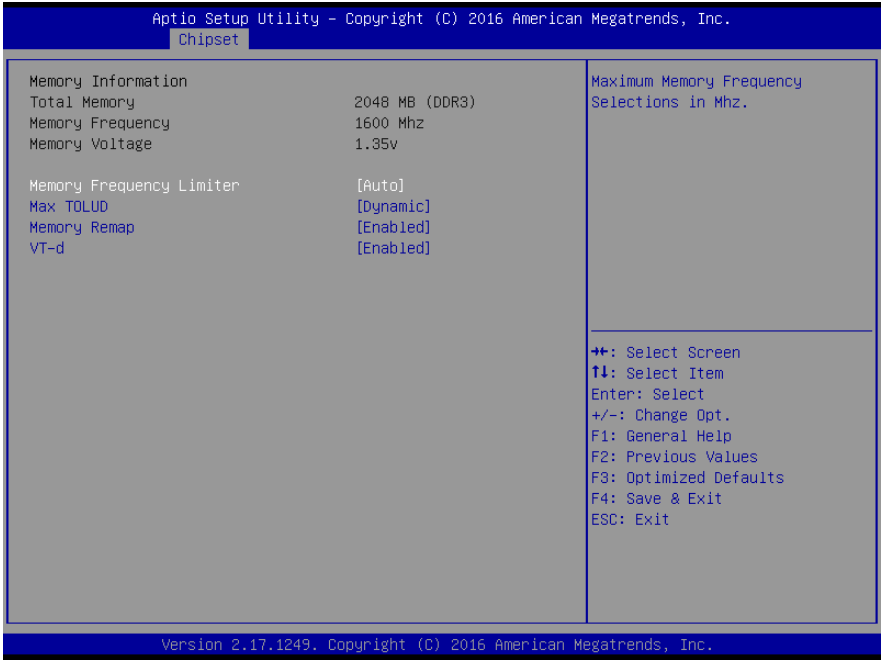 Aptio Setup Utility – Copyright (C) 2016 American Megatrends, Inc.
Chipset
Memory Information
Total Memory 2048 MB (DDR3)
Memory Frequency 1600 Mhz
Memory Voltage 1.35v
Memory Frequency Limiter [Auto]
Max TOLUD [Dynamic]
Memory Remap [Enabled]
VT-d [Enabled]
Maximum Memory Frequency
Selections in Mhz.
→←: Select Screen
↑↓: Select Item
Enter: Select
+/-: Change Opt.
F1: General Help
F2: Previous Values
F3: Optimized Defaults
F4: Save & Exit
ESC: Exit
Version 2.17.1249. Copyright (C) 2016 American Megatrends, Inc.